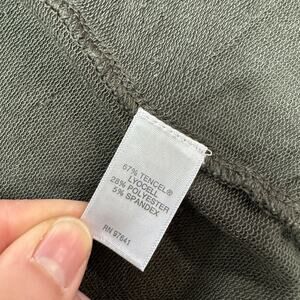 67% TENCEL®
LYOCELL
28% POLYESTER
5% SPANDEX
RN 97641